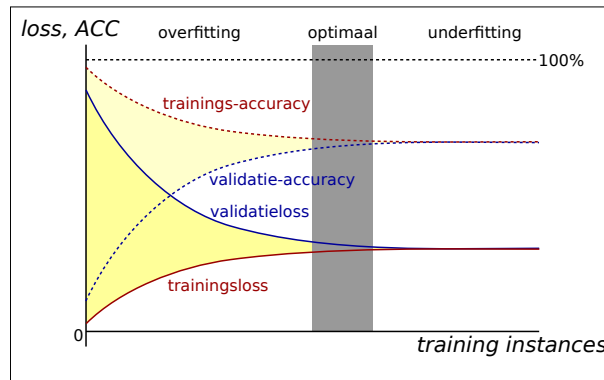 loss, ACC
overfitting
optimaal
underfitting
100%
trainings-accuracy
validatie-accuracy
validatieloss
trainingsloss
0
training instances